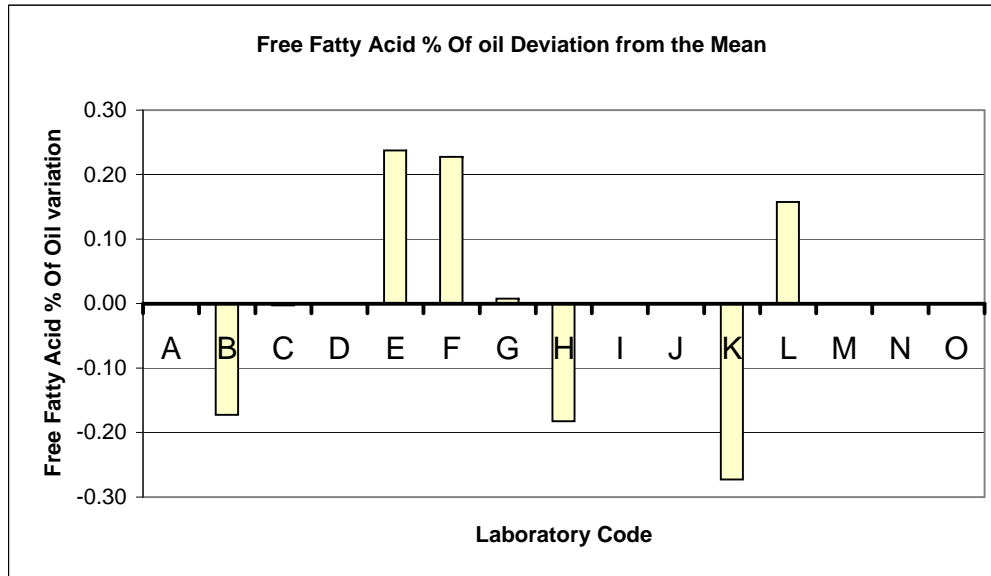 Free Fatty Acid % Of oil Deviation from the Mean
Free Fatty Acid % Of Oil variation
0.30
0.20
0.10
0.00
-0.10
-0.20
-0.30
A B C D E F G H I J K L M N O
Laboratory Code